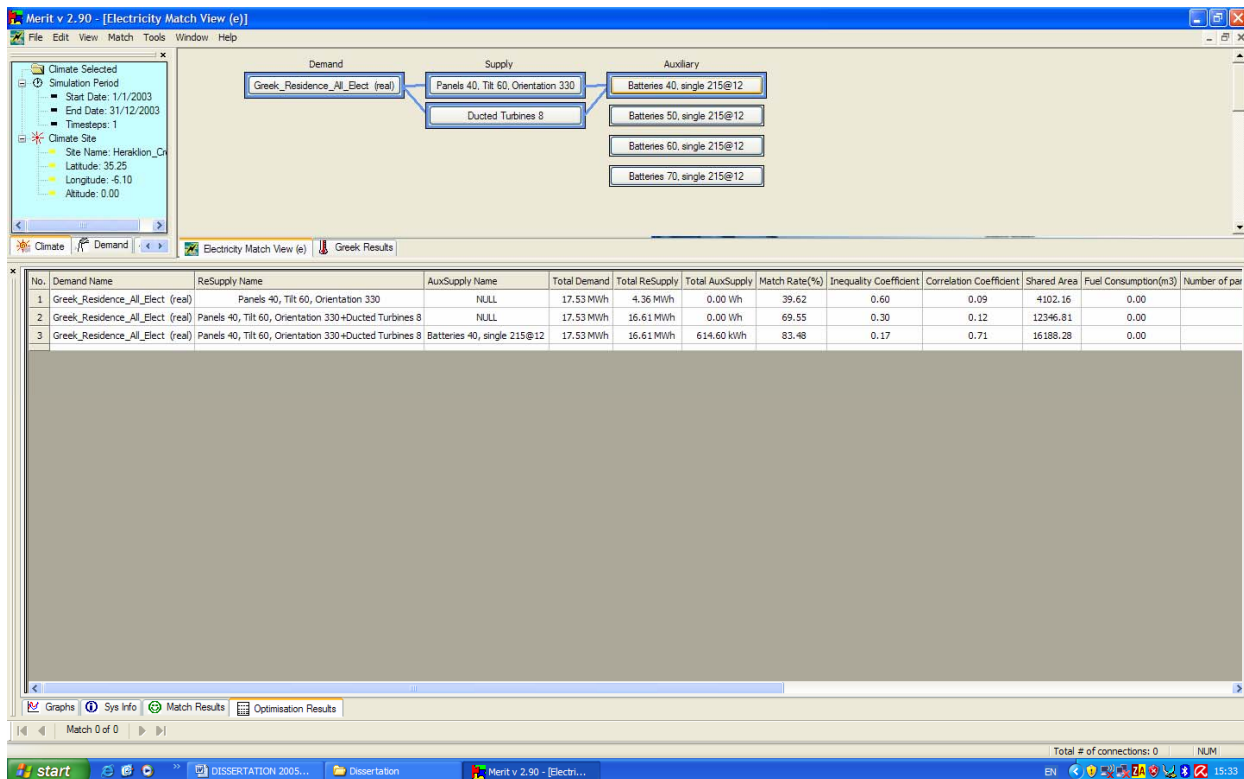 Merit v 2.90 - [Electricity Match View (e)]
File Edit View Match Tools Window Help
Climate Selected
Simulation Period
Start Date: 1/1/2003
End Date: 31/12/2003
Timesteps: 1
Climate Site
Site Name: Heraklion_Cr
Latitude: 35.25
Longitude: -6.10
Altitude: 0.00
Climate Demand
Demand Supply Auxiliary
Greek_Residence_All_Elect (real) Panels 40, Tilt 60, Orientation 330 Batteries 40, single 215@12
Ducted Turbines 8 Batteries 50, single 215@12
Batteries 60, single 215@12
Batteries 70, single 215@12
Electricity Match View (e) Greek Results
No. Demand Name ReSupply Name AuxSupply Name Total Demand Total ReSupply Total AuxSupply Match Rate(%) Inequality Coefficient Correlation Coefficient Shared Area Fuel Consumption(m3) Number of par
1 Greek_Residence_All_Elect (real) Panels 40, Tilt 60, Orientation 330 NULL 17.53 MWh 4.36 MWh 0.00 Wh 39.62 0.60 0.09 4102.16 0.00
2 Greek_Residence_All_Elect (real) Panels 40, Tilt 60, Orientation 330+Ducted Turbines 8 NULL 17.53 MWh 16.61 MWh 0.00 Wh 69.55 0.30 0.12 12346.81 0.00
3 Greek_Residence_All_Elect (real) Panels 40, Tilt 60, Orientation 330+Ducted Turbines 8 Batteries 40, single 215@12 17.53 MWh 16.61 MWh 614.60 kWh 83.48 0.17 0.71 16188.28 0.00
Graphs Sys Info Match Results Optimisation Results
Match 0 of 0
Total # of connections: 0 NUM
start DISSERTATION 2005... Dissertation Merit v 2.90 - [Electri... EN 15:33